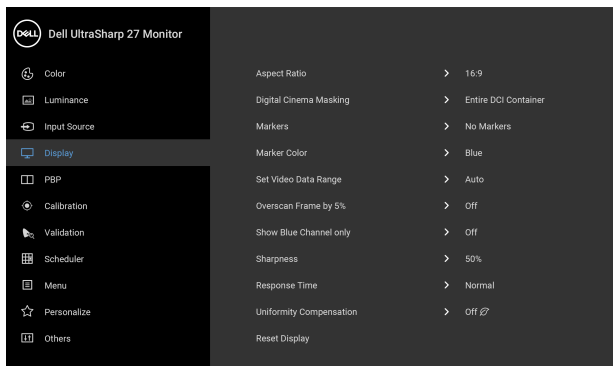 DELL Dell UltraSharp 27 Monitor
Color
Luminance
Input Source
Display
PBP
Calibration
Validation
Scheduler
Menu
Personalize
Others
Aspect Ratio > 16:9
Digital Cinema Masking > Entire DCI Container
Markers > No Markers
Marker Color > Blue
Set Video Data Range > Auto
Overscan Frame by 5% > Off
Show Blue Channel only > Off
Sharpness > 50%
Response Time > Normal
Uniformity Compensation > Off
Reset Display